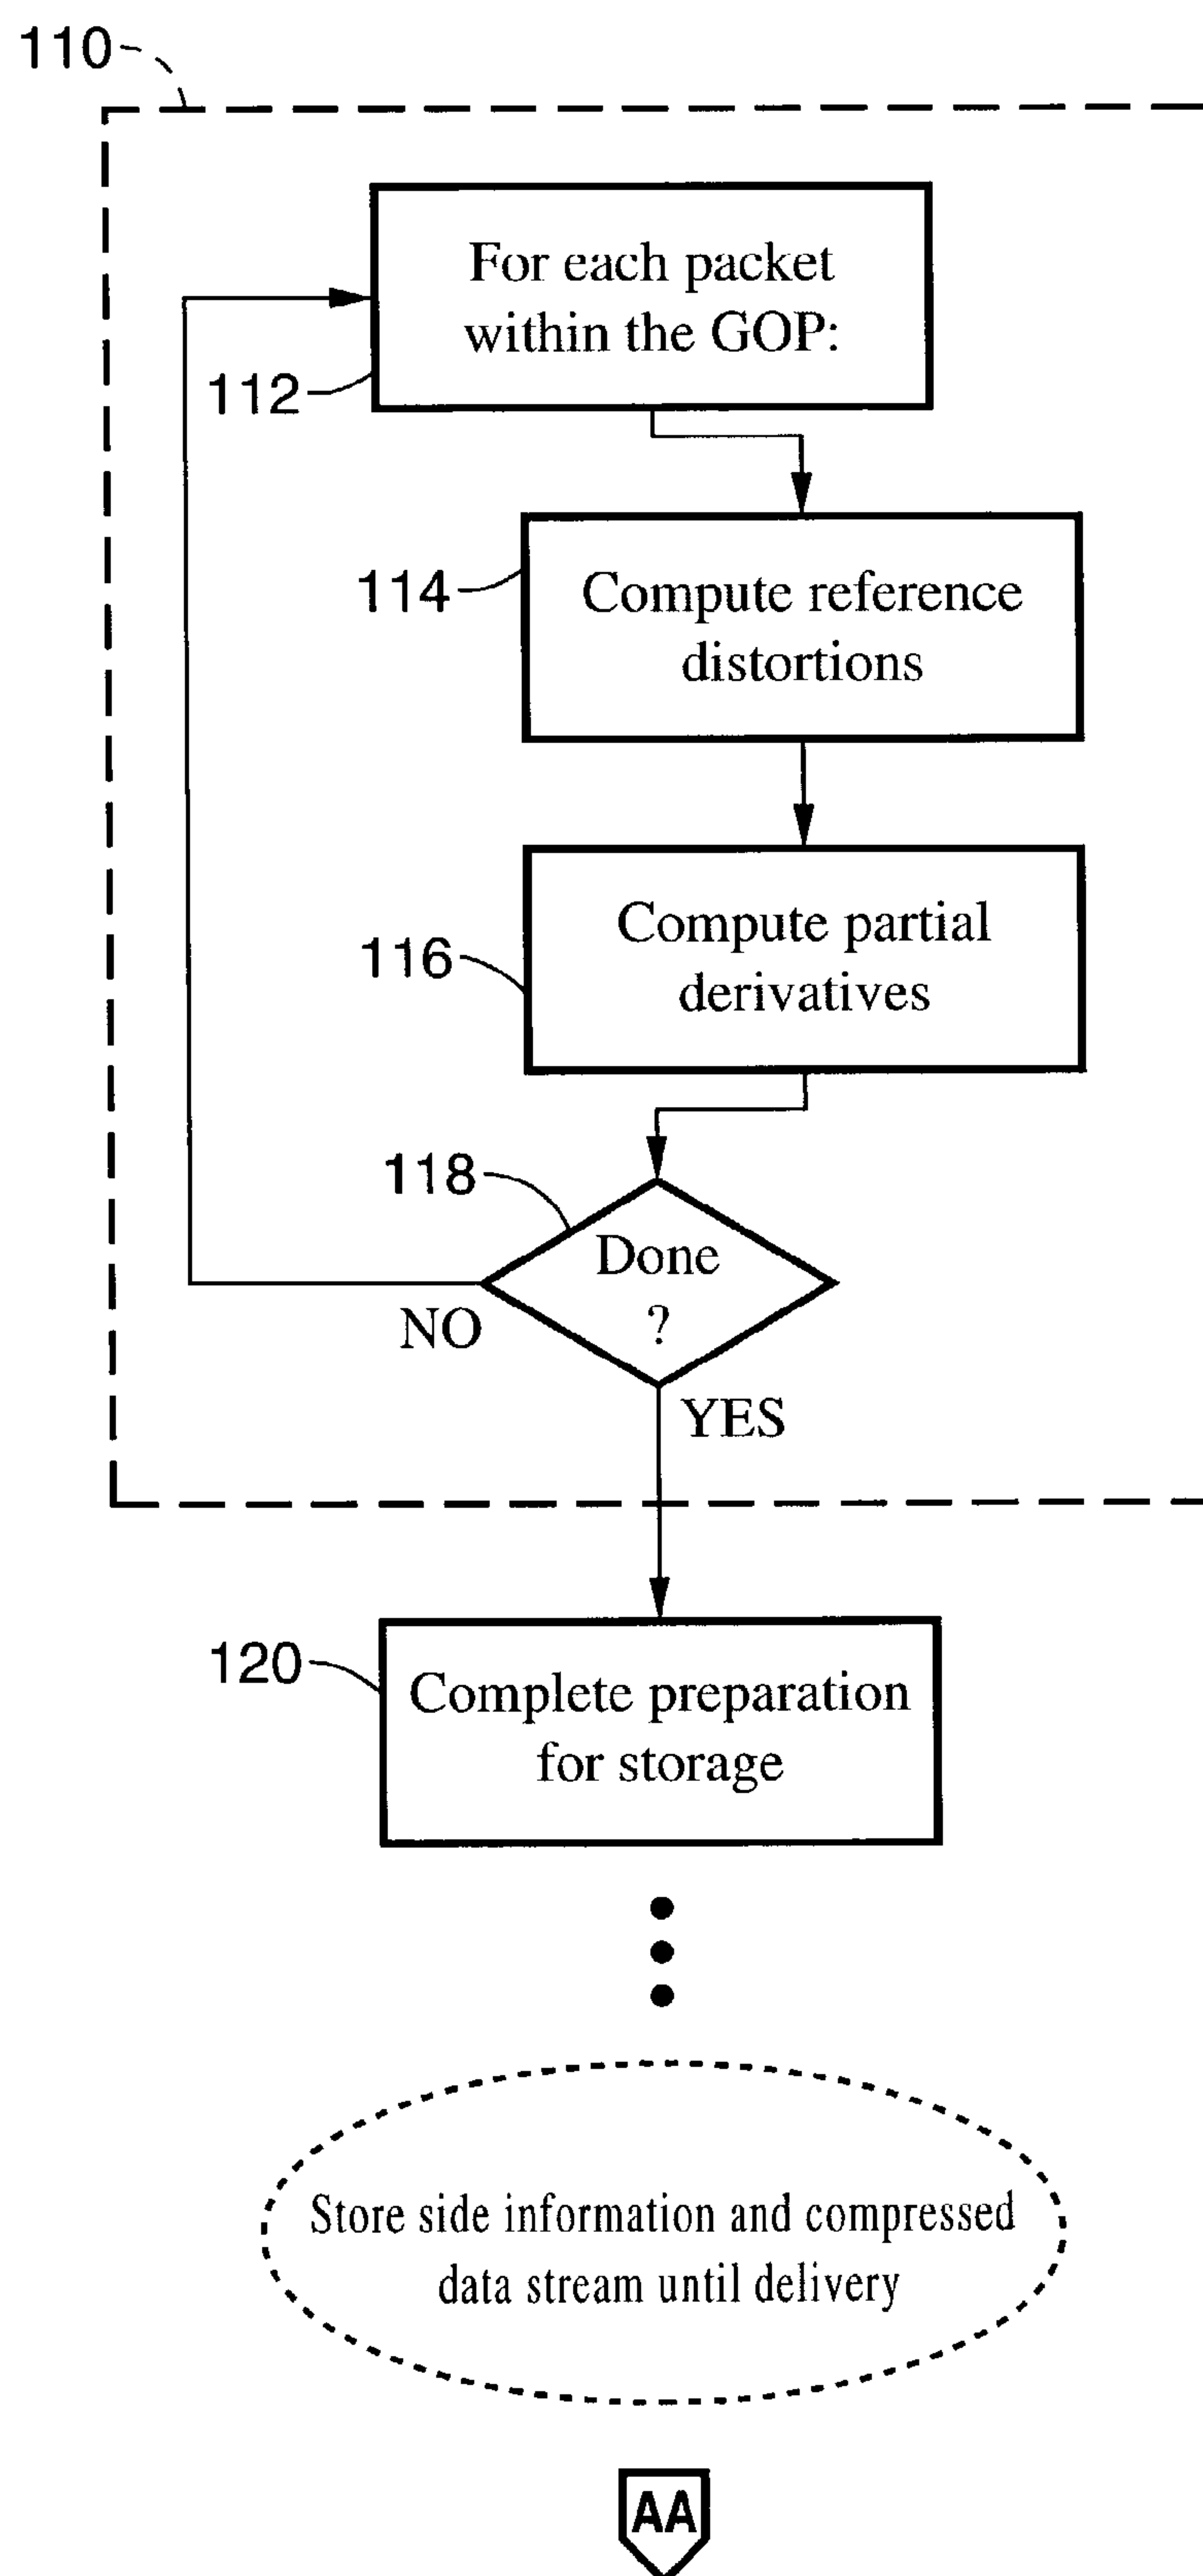 110
For each packet
within the GOP:
112
114
Compute reference
distortions
116
Compute partial
derivatives
118
Done
?
NO
YES
120
Complete preparation
for storage
Store side information and compressed
data stream until delivery
AA